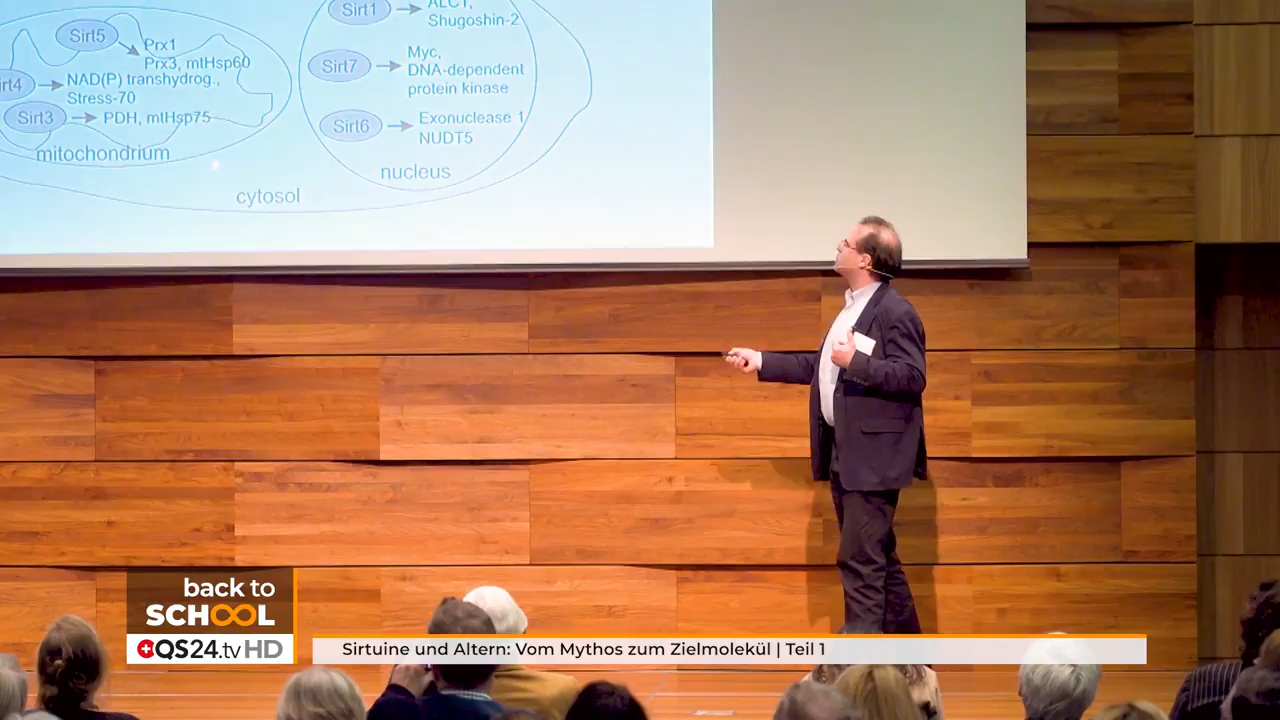 Sirt5
Prx1
Prx3, mtHsp60
NAD(P) transhydrog.,
Stress-70
Sirt3
PDH, mtHsp75
mitochondrium
cytosol
Sirt1
ALC1,
Shugoshin-2
Sirt7
Myc,
DNA-dependent
protein kinase
Sirt6
Exonuclease 1
NUDT5
nucleus
back to
SCHOOL
QS24.tv HD
Sirtuine und Altern: Vom Mythos zum Zielmolekül | Teil 1